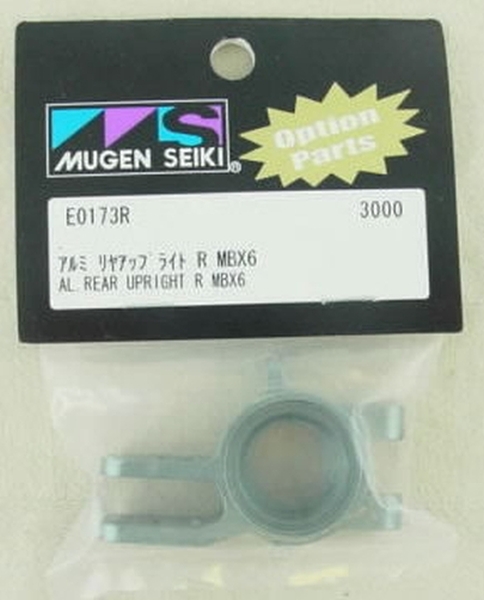 MS
MUGEN SEIKI®
Option
Parts
E0173R 3000
ｱﾙﾐ ﾘﾔｱｯﾌﾟ ﾗｲﾄ R MBX6
AL REAR UPRIGHT R MBX6